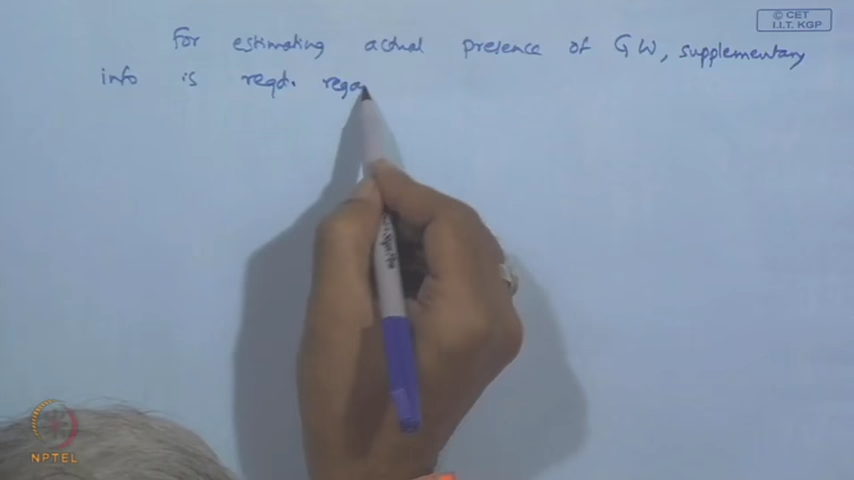 For estimating actual presence of GW, supplementary
info is reqd. rega
© CET
I.I.T. KGP
NPTEL